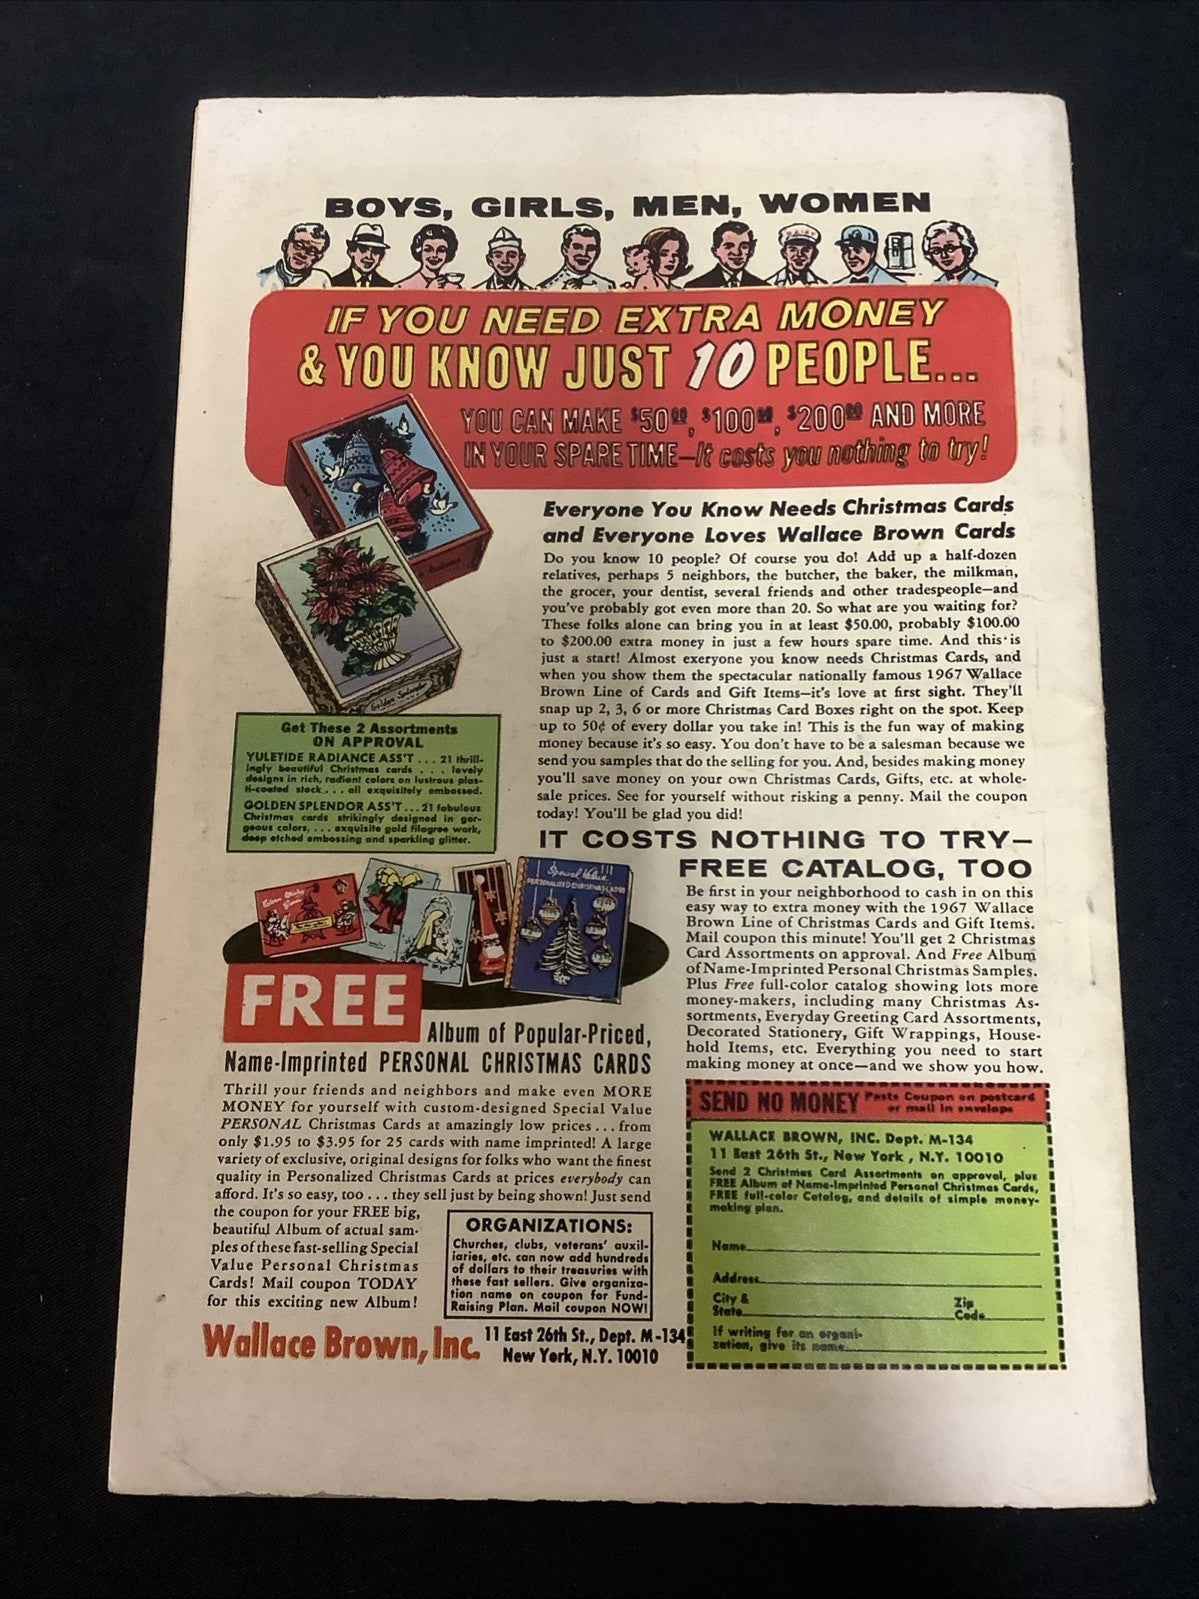 BOYS, GIRLS, MEN, WOMEN
DAIRY
IF YOU NEED EXTRA MONEY
& YOU KNOW JUST 10 PEOPLE...
YOU CAN MAKE $50.00, $100.00, $200.00 AND MORE
IN YOUR SPARE TIME—It costs you nothing to try!
Everyone You Know Needs Christmas Cards
and Everyone Loves Wallace Brown Cards
Do you know 10 people? Of course you do! Add up a half-dozen
relatives, perhaps 5 neighbors, the butcher, the baker, the milkman,
the grocer, your dentist, several friends and other tradespeople—and
you've probably got even more than 20. So what are you waiting for?
These folks alone can bring you in at least $50.00, probably $100.00
to $200.00 extra money in just a few hours spare time. And this is
just a start! Almost exeryone you know needs Christmas Cards, and
when you show them the spectacular nationally famous 1967 Wallace
Brown Line of Cards and Gift Items—it's love at first sight. They'll
snap up 2, 3, 6 or more Christmas Card Boxes right on the spot. Keep
up to 50¢ of every dollar you take in! This is the fun way of making
money because it's so easy. You don't have to be a salesman because we
send you samples that do the selling for you. And, besides making money
you'll save money on your own Christmas Cards, Gifts, etc. at whole-
sale prices. See for yourself without risking a penny. Mail the coupon
today! You'll be glad you did!
Golden Splendor
Get These 2 Assortments
ON APPROVAL
YULETIDE RADIANCE ASS'T . . . 21 thrill-
ingly beautiful Christmas cards . . . lovely
designs in rich, radiant colors on lustrous plas-
ti-coated stock . . . all exquisitely embossed.
GOLDEN SPLENDOR ASS'T . . . 21 fabulous
Christmas cards strikingly designed in gor-
geous colors, . . . exquisite gold filagree work,
deep etched embossing and sparkling glitter.
IT COSTS NOTHING TO TRY—
FREE CATALOG, TOO
Be first in your neighborhood to cash in on this
easy way to extra money with the 1967 Wallace
Brown Line of Christmas Cards and Gift Items.
Mail coupon this minute! You'll get 2 Christmas
Card Assortments on approval. And Free Album
of Name-Imprinted Personal Christmas Samples.
Plus Free full-color catalog showing lots more
money-makers, including many Christmas As-
sortments, Everyday Greeting Card Assortments,
Decorated Stationery, Gift Wrappings, House-
hold Items, etc. Everything you need to start
making money at once—and we show you how.
Special Value
PERSONALIZED CHRISTMAS CARDS
FREE
Album of Popular-Priced,
Name-Imprinted PERSONAL CHRISTMAS CARDS
Thrill your friends and neighbors and make even MORE
MONEY for yourself with custom-designed Special Value
PERSONAL Christmas Cards at amazingly low prices . . . from
only $1.95 to $3.95 for 25 cards with name imprinted! A large
variety of exclusive, original designs for folks who want the finest
quality in Personalized Christmas Cards at prices everybody can
afford. It's so easy, too . . . they sell just by being shown! Just send
the coupon for your FREE big,
beautiful Album of actual sam-
ples of these fast-selling Special
Value Personal Christmas
Cards! Mail coupon TODAY
for this exciting new Album!
ORGANIZATIONS:
Churches, clubs, veterans' auxil-
iaries, etc. can now add hundreds
of dollars to their treasuries with
these fast sellers. Give organiza-
tion name on coupon for Fund-
Raising Plan. Mail coupon NOW!
Wallace Brown, Inc. 11 East 26th St., Dept. M-134
New York, N.Y. 10010
SEND NO MONEY Paste Coupon on postcard
or mail in envelope
WALLACE BROWN, INC. Dept. M-134
11 East 26th St., New York , N.Y. 10010
Send 2 Christmas Card Assortments on approval, plus
FREE Album of Name-Imprinted Personal Christmas Cards,
FREE full-color Catalog, and details of simple money-
making plan.
Name
Address
City & State Zip Code
If writing for an organi-
zation, give its name